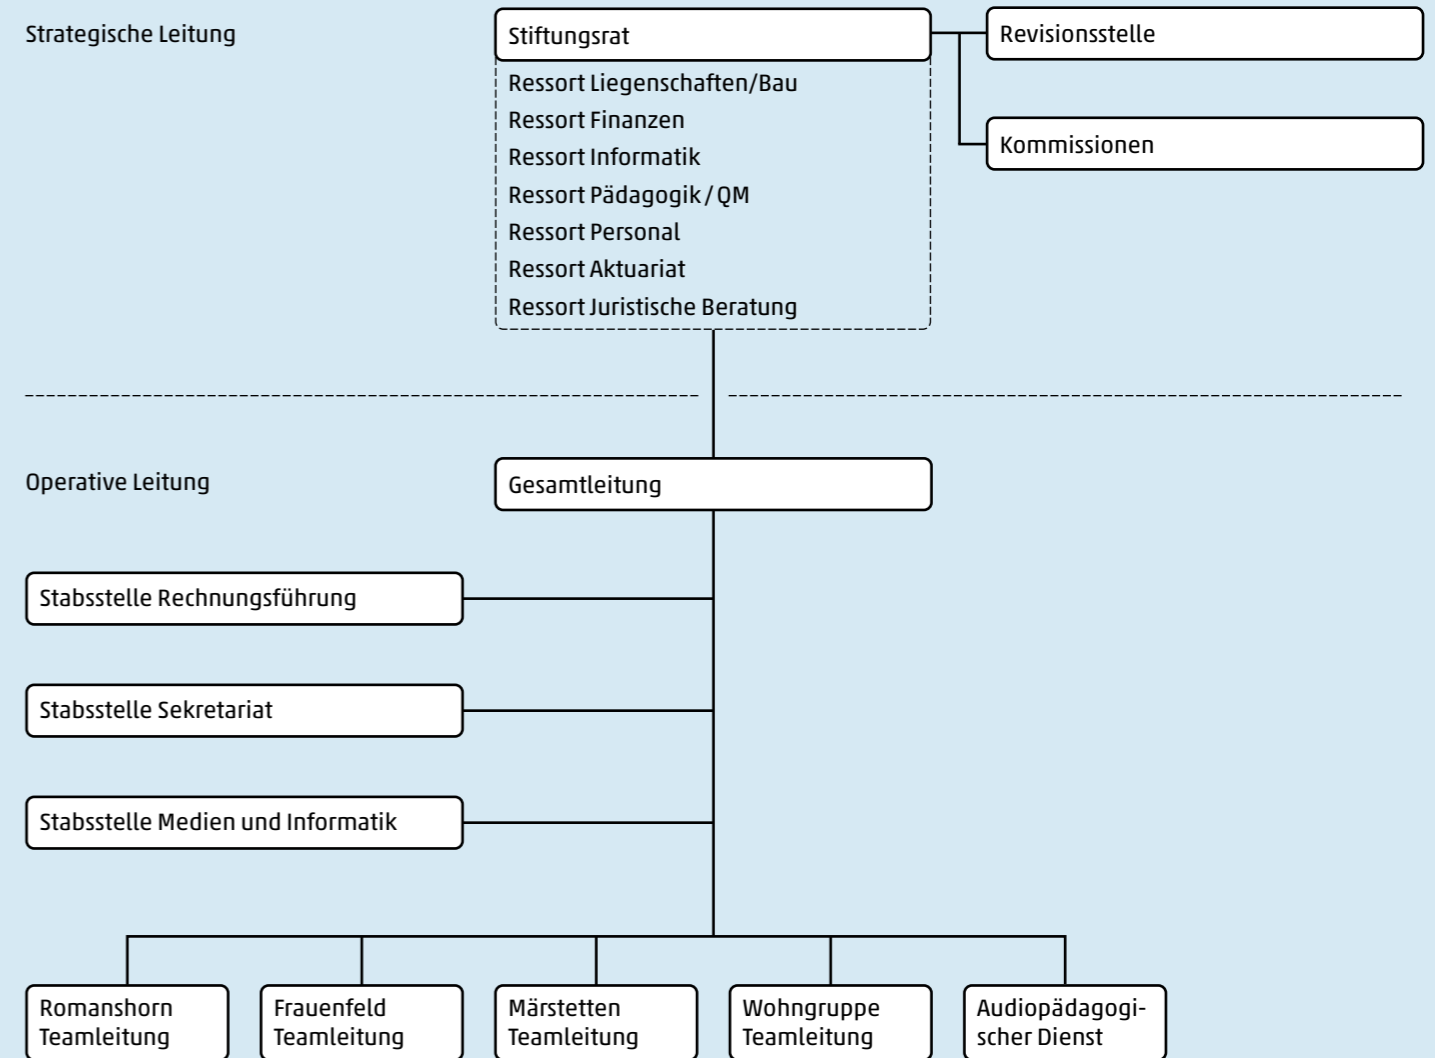 Strategische Leitung
Stiftungsrat
Revisionsstelle
Ressort Liegenschaften/Bau
Ressort Finanzen
Kommissionen
Ressort Informatik
Ressort Pädagogik / QM
Ressort Personal
Ressort Aktuariat
Ressort Juristische Beratung
Operative Leitung
Gesamtleitung
Stabsstelle Rechnungsführung
Stabsstelle Sekretariat
Stabsstelle Medien und Informatik
Romanshorn
Teamleitung
Frauenfeld
Teamleitung
Märstetten
Teamleitung
Wohngruppe
Teamleitung
Audiopädagogi-
scher Dienst